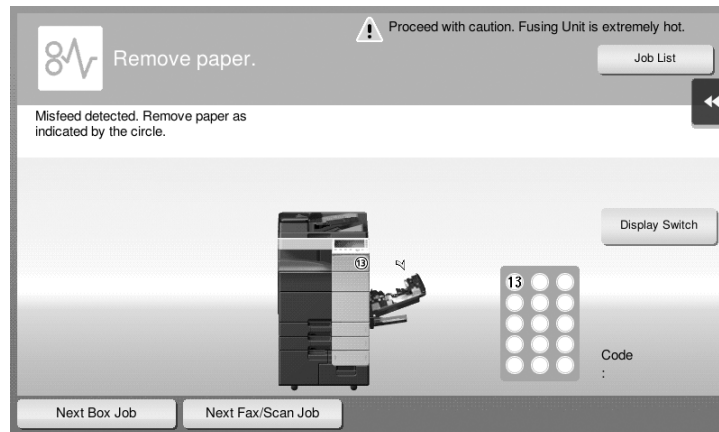 Proceed with caution. Fusing Unit is extremely hot.
Remove paper.
Job List
Misfeed detected. Remove paper as
indicated by the circle.
Display Switch
13
13
Code
:
Next Box Job
Next Fax/Scan Job